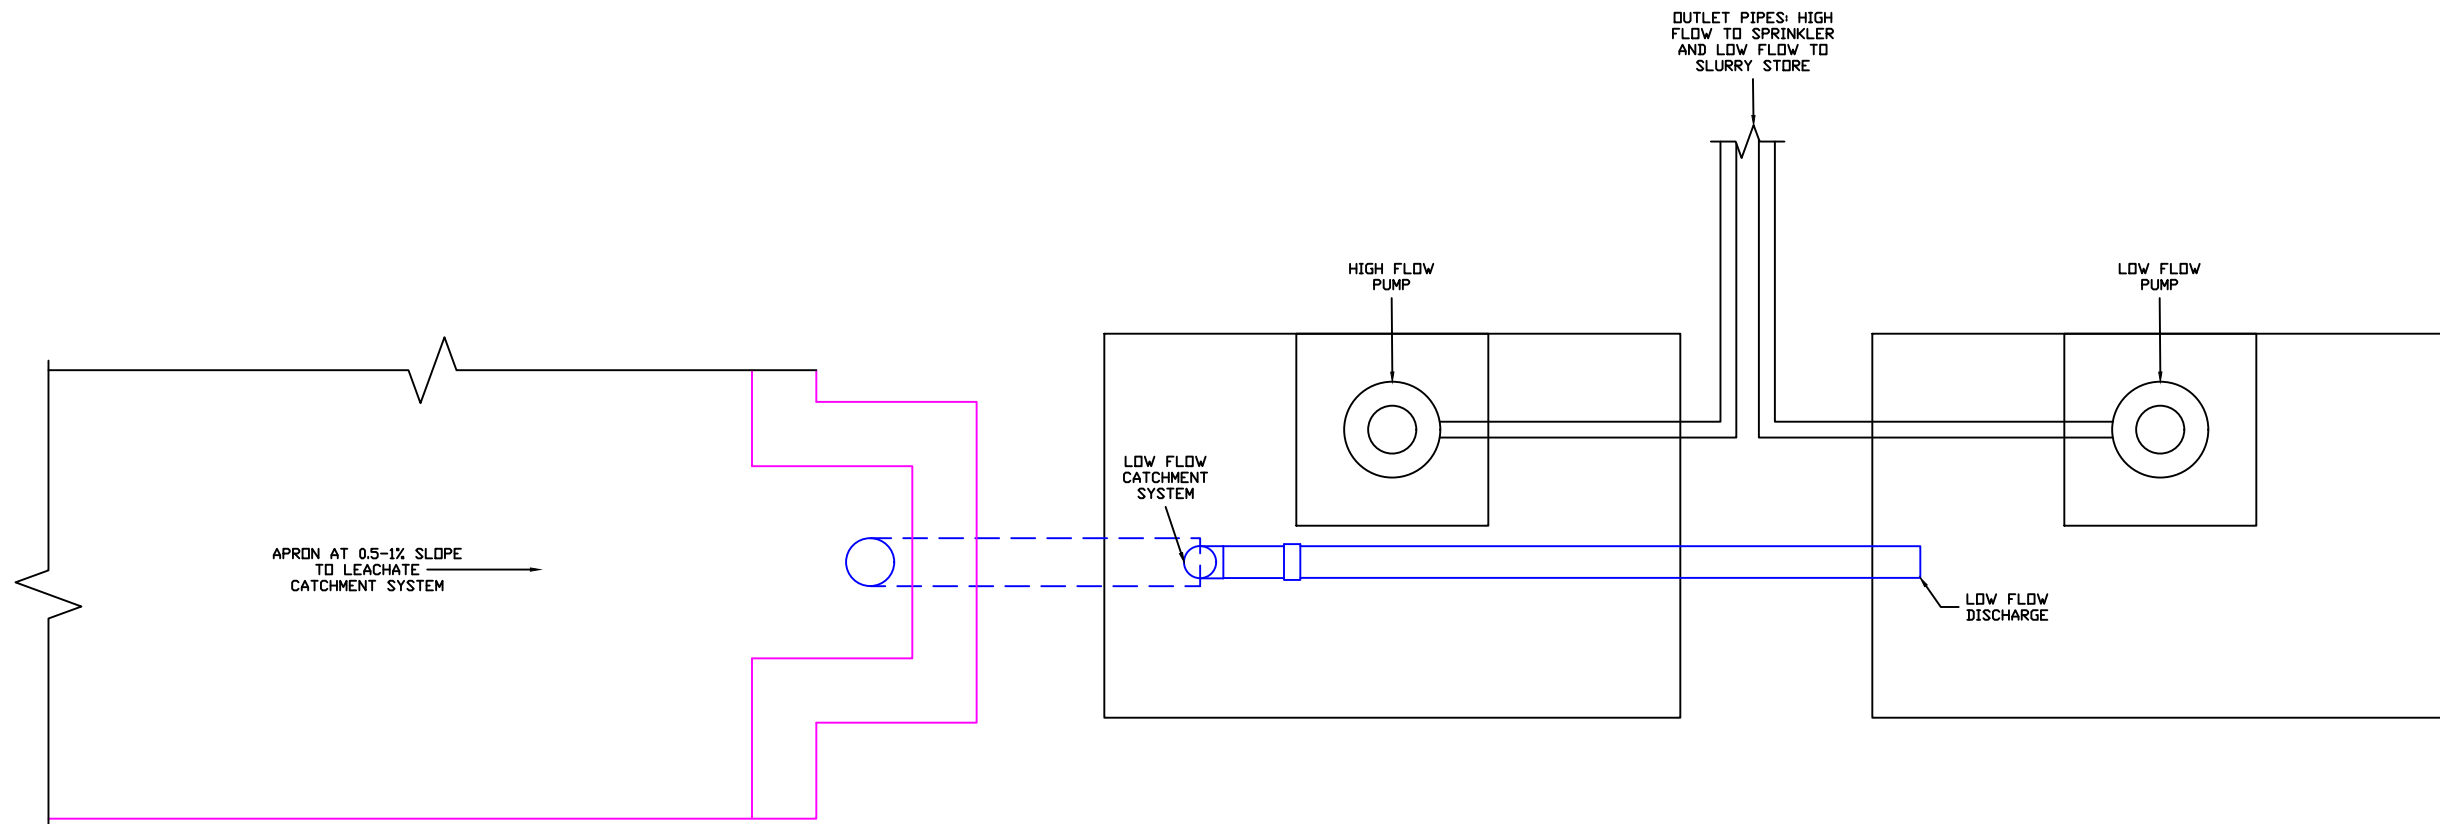 OUTLET PIPES: HIGH
FLOW TO SPRINKLER
AND LOW FLOW TO
SLURRY STORE
HIGH FLOW
PUMP
LOW FLOW
PUMP
LOW FLOW
CATCHMENT
SYSTEM
APRON AT 0.5-1% SLOPE
TO LEACHATE
CATCHMENT SYSTEM
LOW FLOW
DISCHARGE